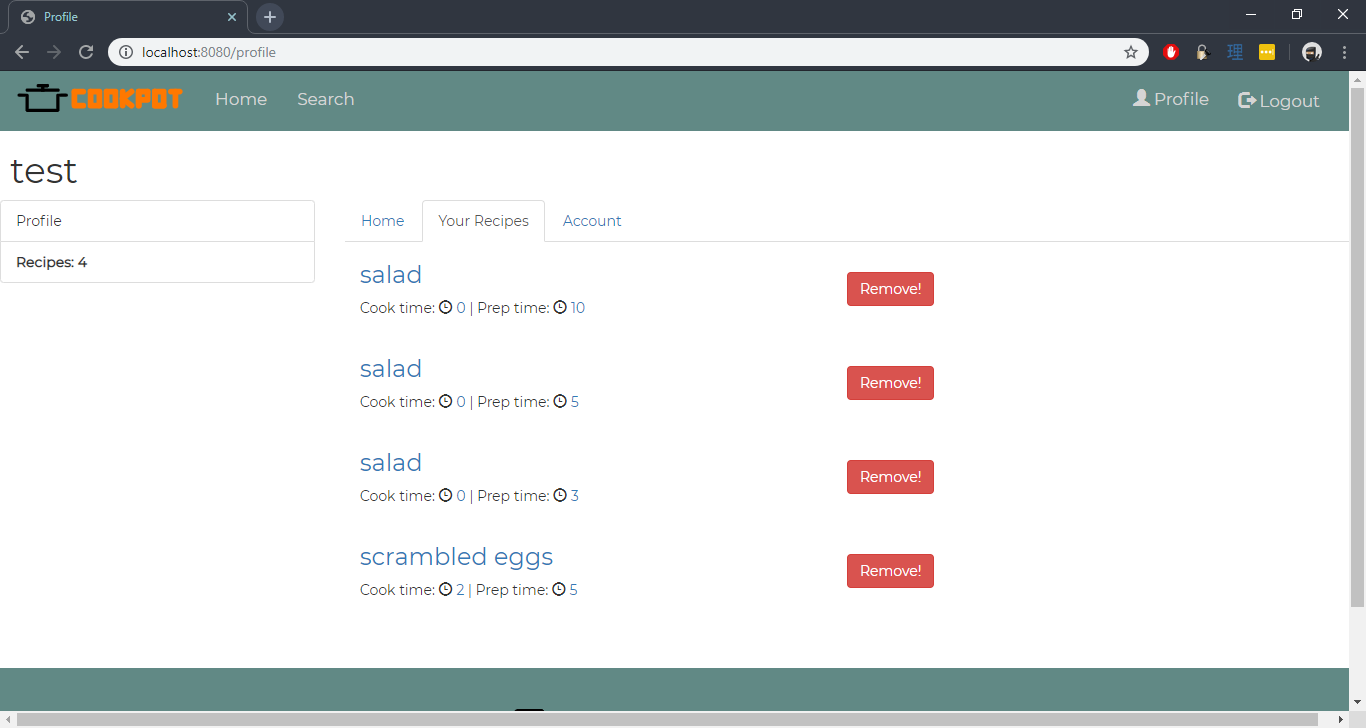 Profile
localhost:8080/profile
理
COOKPOT Home Search Profile Logout
test
Profile
Recipes: 4
Home Your Recipes Account
salad
Remove!
Cook time: 0 | Prep time: 10
salad
Remove!
Cook time: 0 | Prep time: 5
salad
Remove!
Cook time: 0 | Prep time: 3
scrambled eggs
Remove!
Cook time: 2 | Prep time: 5